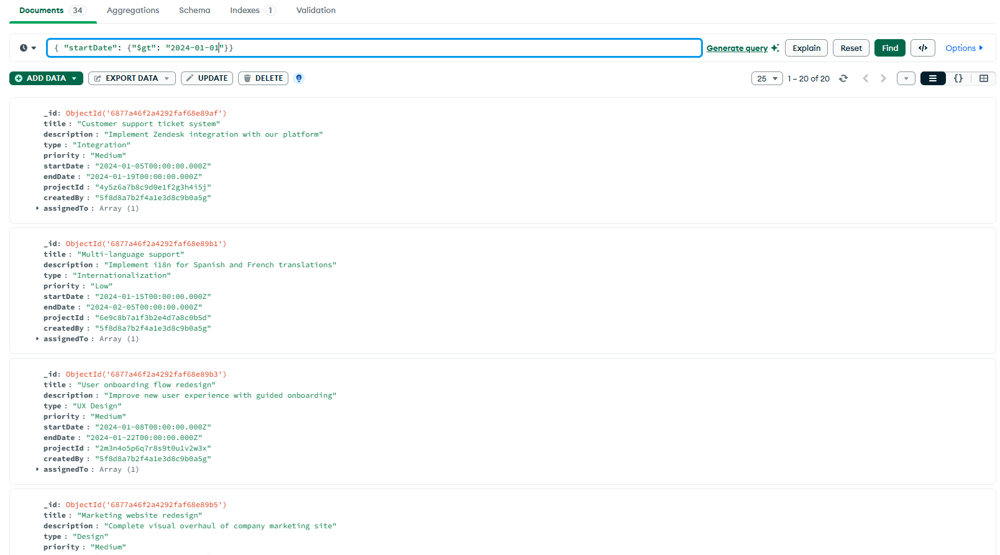 Documents 34 Aggregations Schema Indexes 1 Validation
{ "startDate": {"$gt": "2024-01-01"}}
Generate query Explain Reset Find </> Options
ADD DATA EXPORT DATA UPDATE DELETE 25 1 – 20 of 20 {}
_id: ObjectId('6877a46f2a4292faf68e89af')
title : "Customer support ticket system"
description : "Implement Zendesk integration with our platform"
type : "Integration"
priority : "Medium"
startDate : "2024-01-05T00:00:00.000Z"
endDate : "2024-01-19T00:00:00.000Z"
projectId : "4y5z6a7b8c9d0e1f2g3h4i5j"
createdBy : "5f8d8a7b2f4a1e3d8c9b0a5g"
assignedTo : Array (1)
_id: ObjectId('6877a46f2a4292faf68e89b1')
title : "Multi-language support"
description : "Implement i18n for Spanish and French translations"
type : "Internationalization"
priority : "Low"
startDate : "2024-01-15T00:00:00.000Z"
endDate : "2024-02-05T00:00:00.000Z"
projectId : "6e9c8b7a1f3b2e4d7a8c0b5d"
createdBy : "5f8d8a7b2f4a1e3d8c9b0a5g"
assignedTo : Array (1)
_id: ObjectId('6877a46f2a4292faf68e89b3')
title : "User onboarding flow redesign"
description : "Improve new user experience with guided onboarding"
type : "UX Design"
priority : "Medium"
startDate : "2024-01-08T00:00:00.000Z"
endDate : "2024-01-22T00:00:00.000Z"
projectId : "2m3n4o5p6q7r8s9t0u1v2w3x"
createdBy : "5f8d8a7b2f4a1e3d8c9b0a5g"
assignedTo : Array (1)
_id: ObjectId('6877a46f2a4292faf68e89b5')
title : "Marketing website redesign"
description : "Complete visual overhaul of company marketing site"
type : "Design"
priority : "Medium"